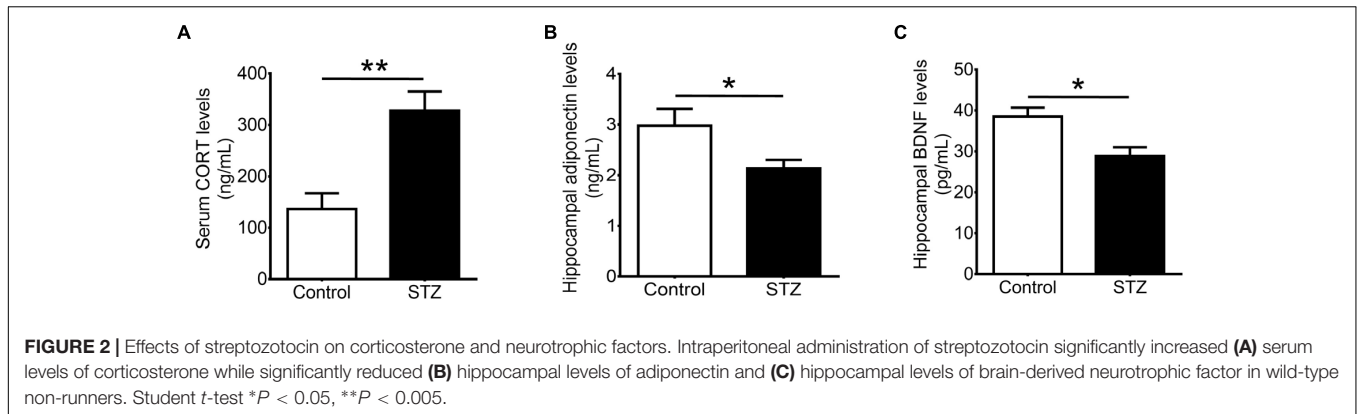 A
**
Serum CORT levels
(ng/mL)
400
300
200
100
0
Control
STZ
B
*
Hippocampal adiponectin levels
(ng/mL)
4
3
2
1
0
Control
STZ
C
*
Hippocampal BDNF levels
(pg/mL)
50
40
30
20
10
0
Control
STZ
FIGURE 2 | Effects of streptozotocin on corticosterone and neurotrophic factors. Intraperitoneal administration of streptozotocin significantly increased (A) serum
levels of corticosterone while significantly reduced (B) hippocampal levels of adiponectin and (C) hippocampal levels of brain-derived neurotrophic factor in wild-type
non-runners. Student t-test *P < 0.05, **P < 0.005.